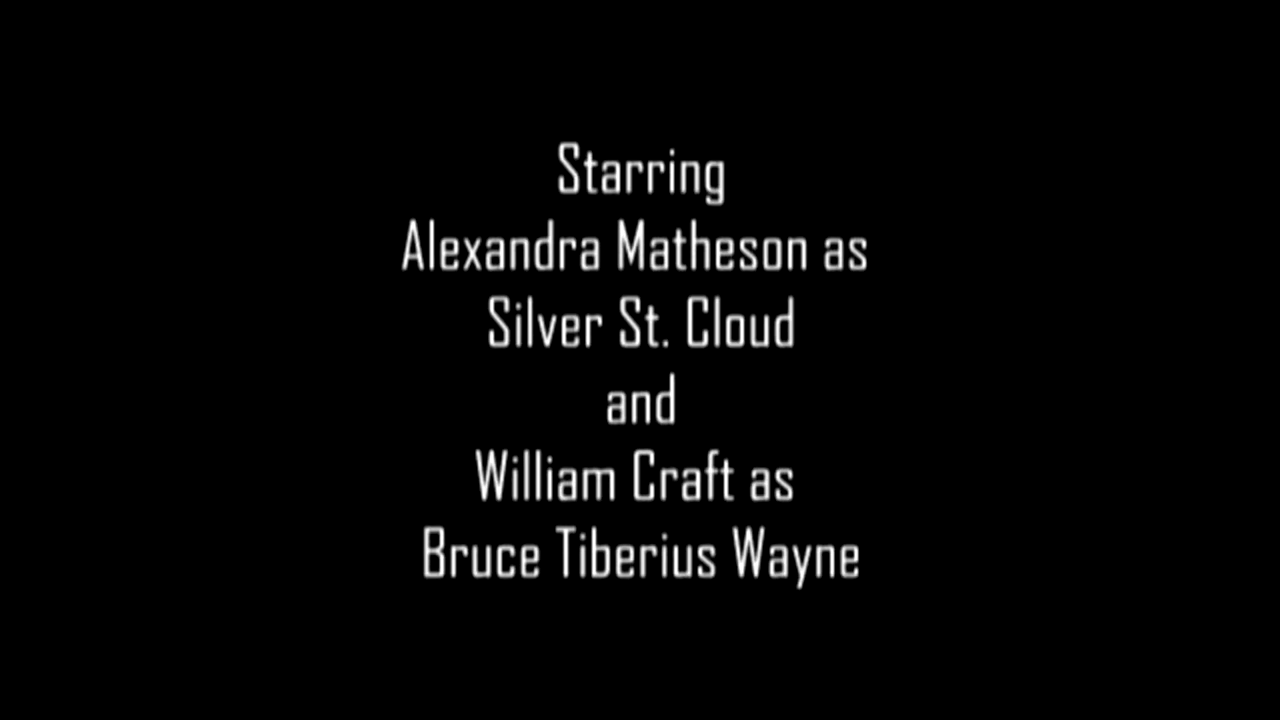 Starring
Alexandra Matheson as
Silver St. Cloud
and
William Craft as
Bruce Tiberius Wayne